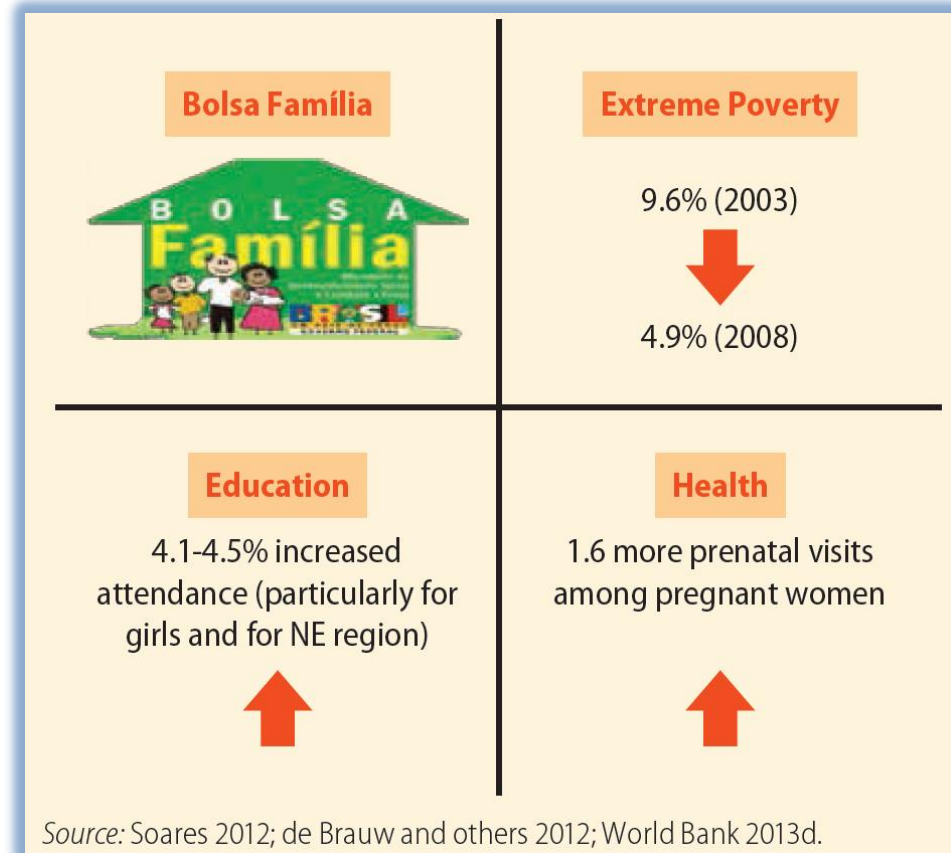 Bolsa Família
BOLSA
Família
BRASIL
Extreme Poverty
9.6% (2003)
4.9% (2008)
Education
4.1-4.5% increased
attendance (particularly for
girls and for NE region)
Health
1.6 more prenatal visits
among pregnant women
Source: Soares 2012; de Brauw and others 2012; World Bank 2013d.